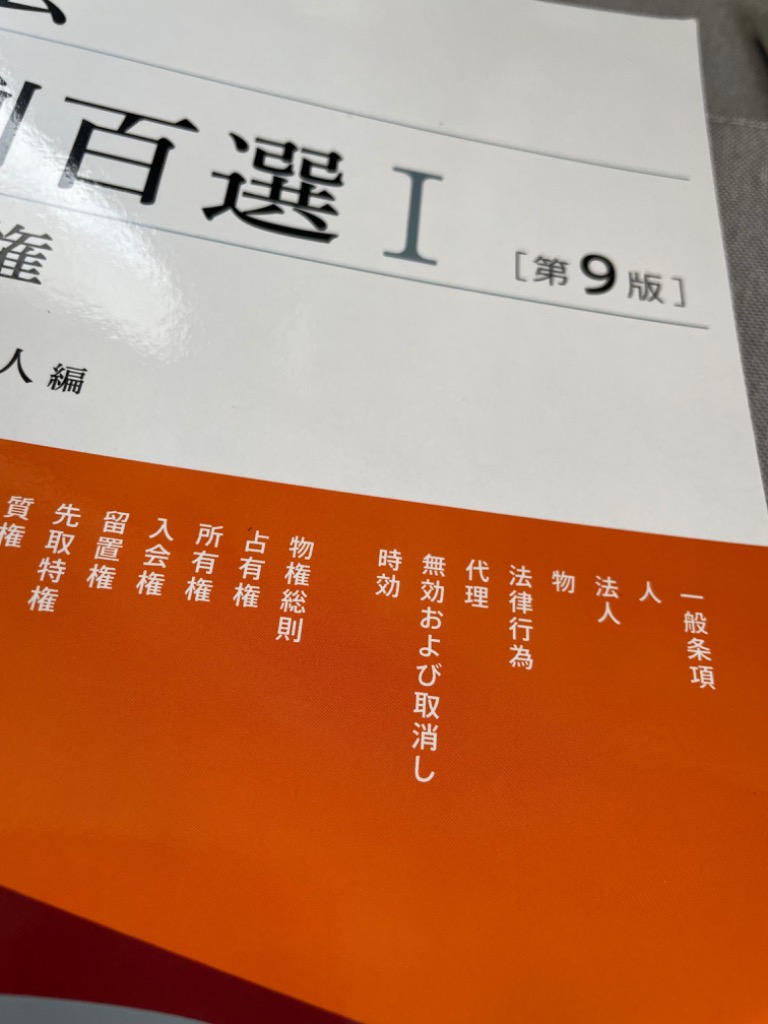 百選 I [第9版]
権
人 編
一般条項
人
法人
物
法律行為
代理
無効および取消し
時効
物権総則
占有権
所有権
入会権
留置権
先取特権
質権